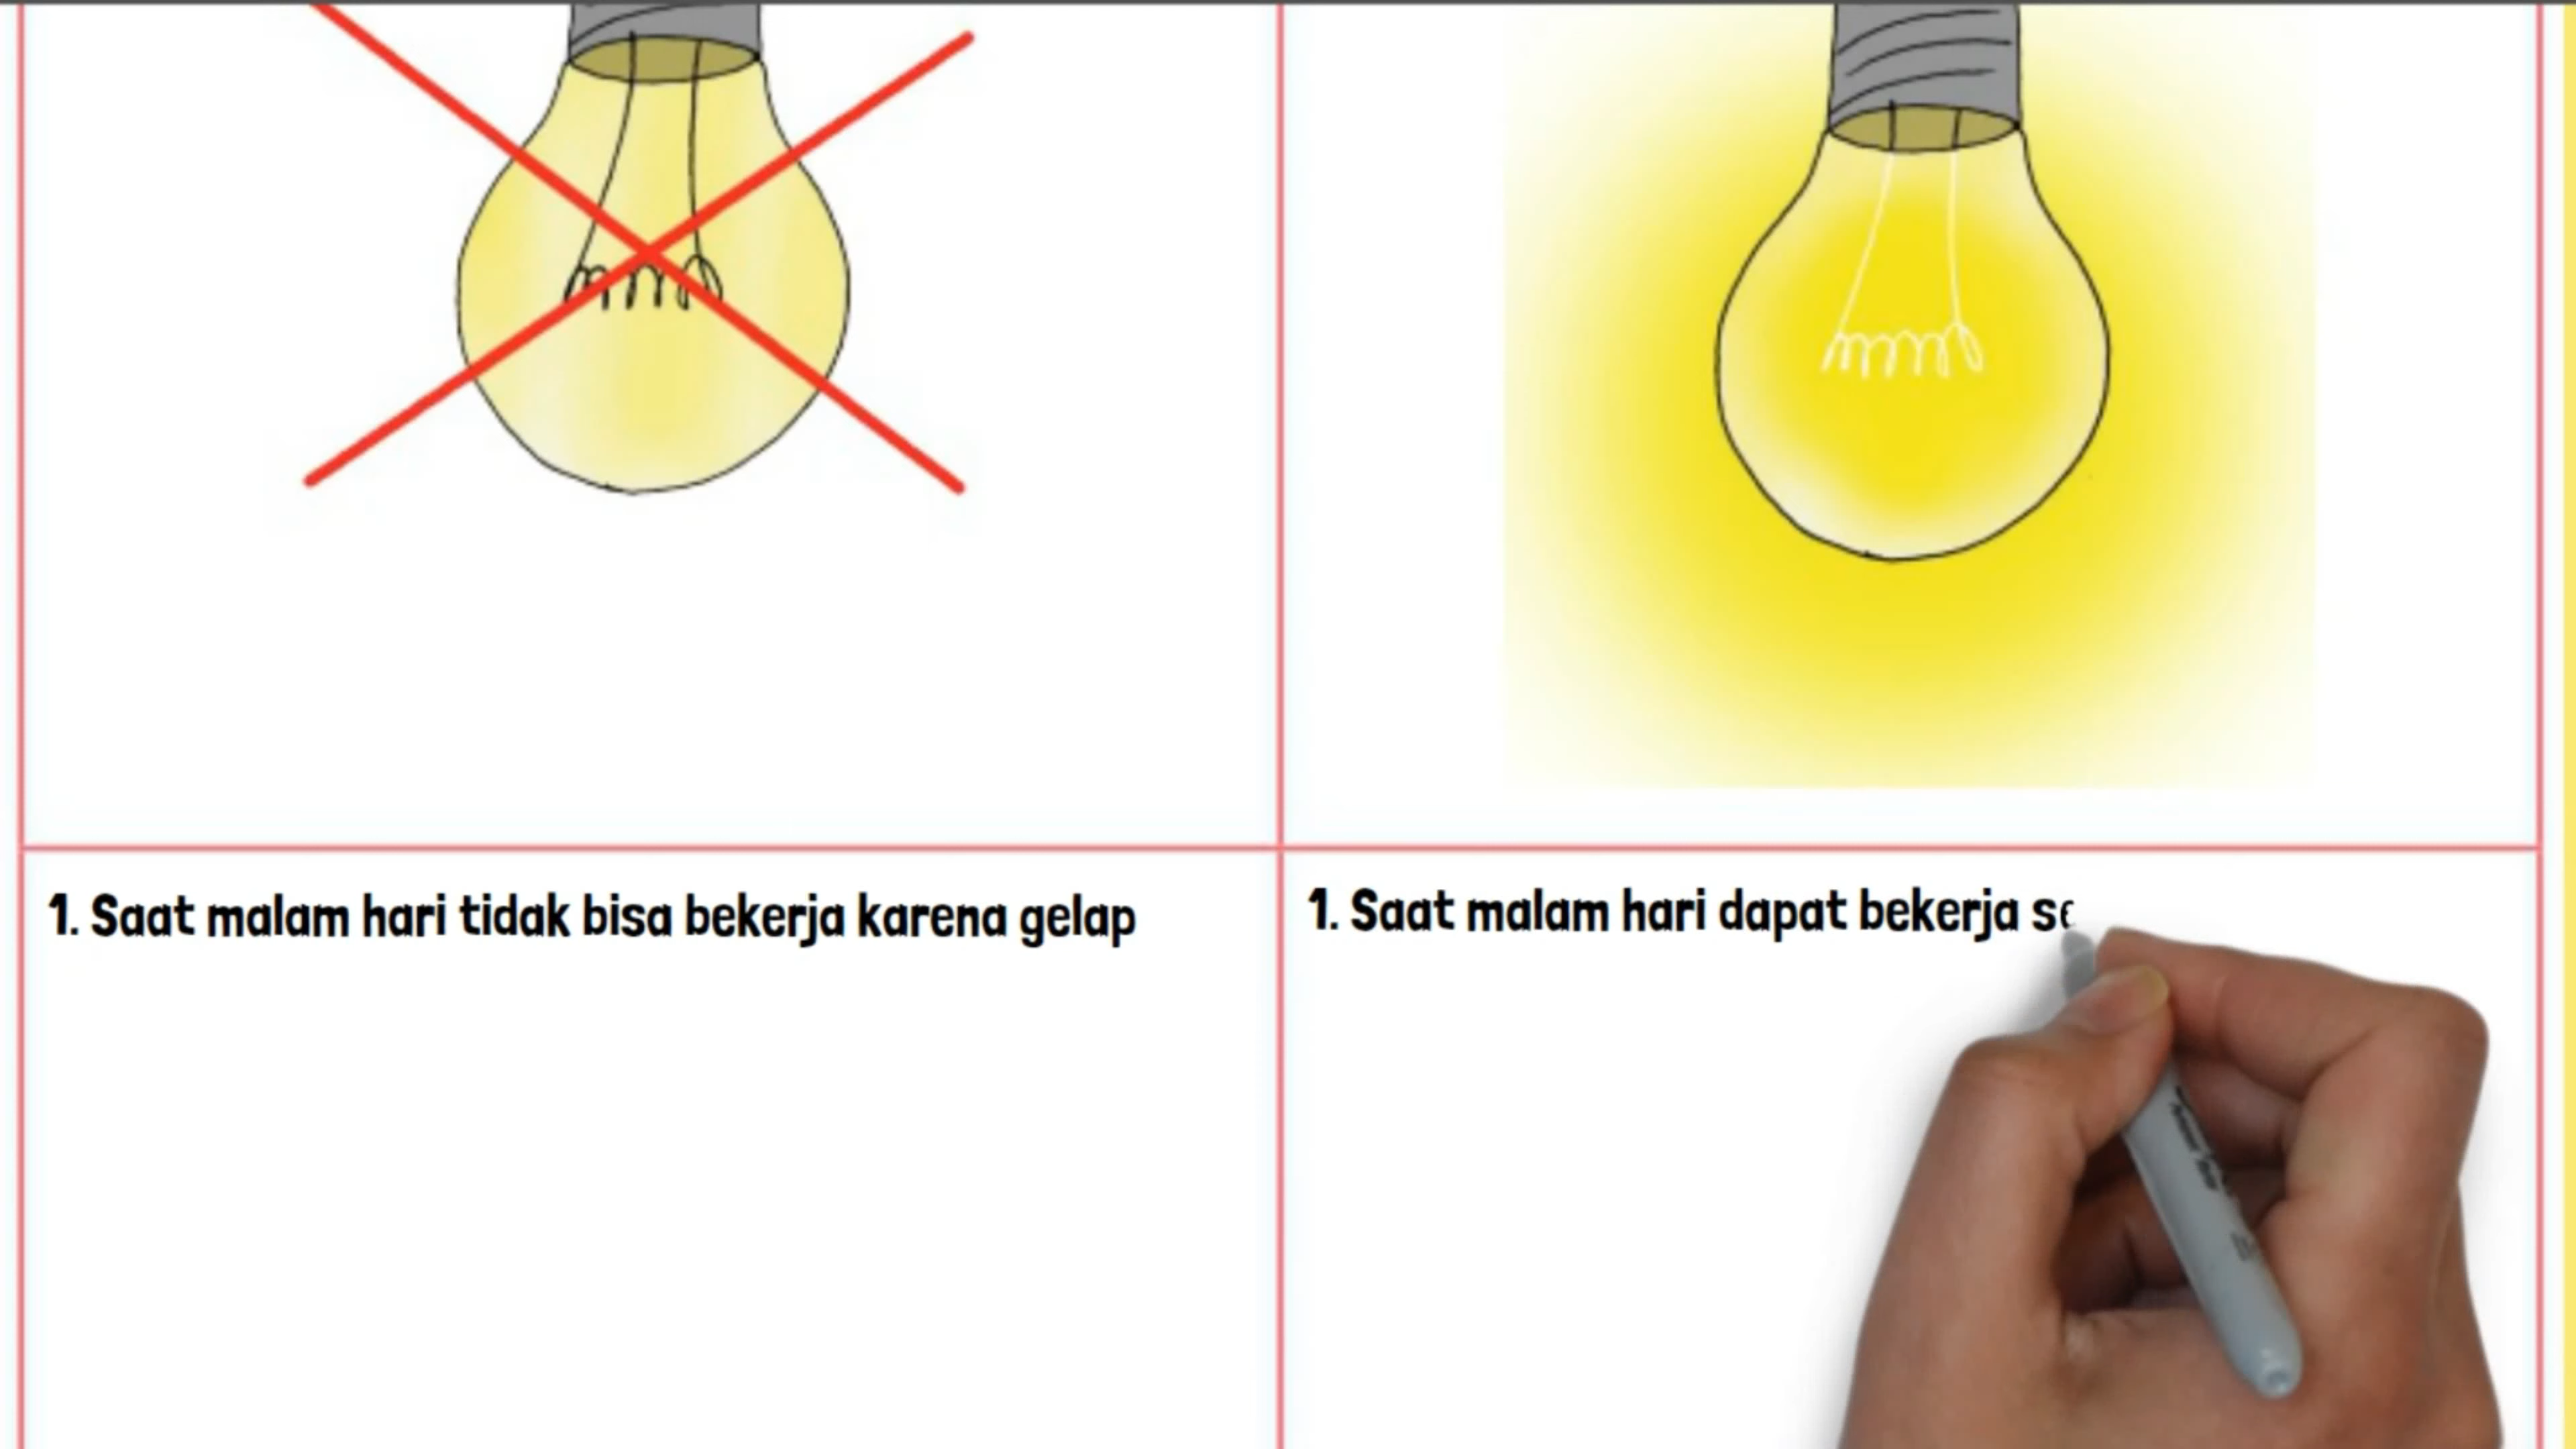 1. Saat malam hari tidak bisa bekerja karena gelap
1. Saat malam hari dapat bekerja